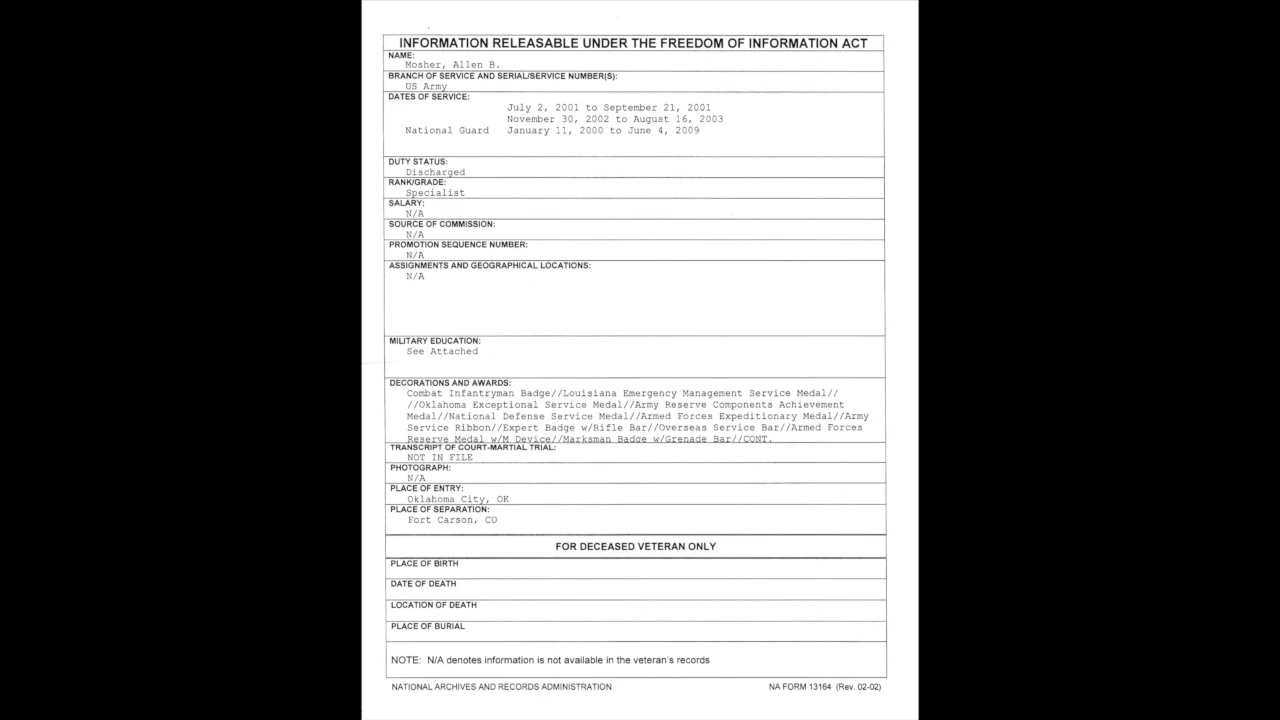 INFORMATION RELEASABLE UNDER THE FREEDOM OF INFORMATION ACT
NAME:
Mosher, Allen B.
BRANCH OF SERVICE AND SERIAL/SERVICE NUMBER(S):
US Army
DATES OF SERVICE:
July 2, 2001 to September 21, 2001
November 30, 2002 to August 16, 2003
National Guard January 11, 2000 to June 4, 2009
DUTY STATUS:
Discharged
RANK/GRADE:
Specialist
SALARY:
N/A
SOURCE OF COMMISSION:
N/A
PROMOTION SEQUENCE NUMBER:
N/A
ASSIGNMENTS AND GEOGRAPHICAL LOCATIONS:
N/A
MILITARY EDUCATION:
See Attached
DECORATIONS AND AWARDS:
Combat Infantryman Badge//Louisiana Emergency Management Service Medal//
//Oklahoma Exceptional Service Medal//Army Reserve Components Achievement
Medal//National Defense Service Medal//Armed Forces Expeditionary Medal//Army
Service Ribbon//Expert Badge w/Rifle Bar//Overseas Service Bar//Armed Forces
Reserve Medal w/M Device//Marksman Badge w/Grenade Bar//CONT.
TRANSCRIPT OF COURT-MARTIAL TRIAL:
NOT IN FILE
PHOTOGRAPH:
N/A
PLACE OF ENTRY:
Oklahoma City, OK
PLACE OF SEPARATION:
Fort Carson, CO
FOR DECEASED VETERAN ONLY
PLACE OF BIRTH
DATE OF DEATH
LOCATION OF DEATH
PLACE OF BURIAL
NOTE: N/A denotes information is not available in the veteran's records
NATIONAL ARCHIVES AND RECORDS ADMINISTRATION NA FORM 13164 (Rev. 02-02)